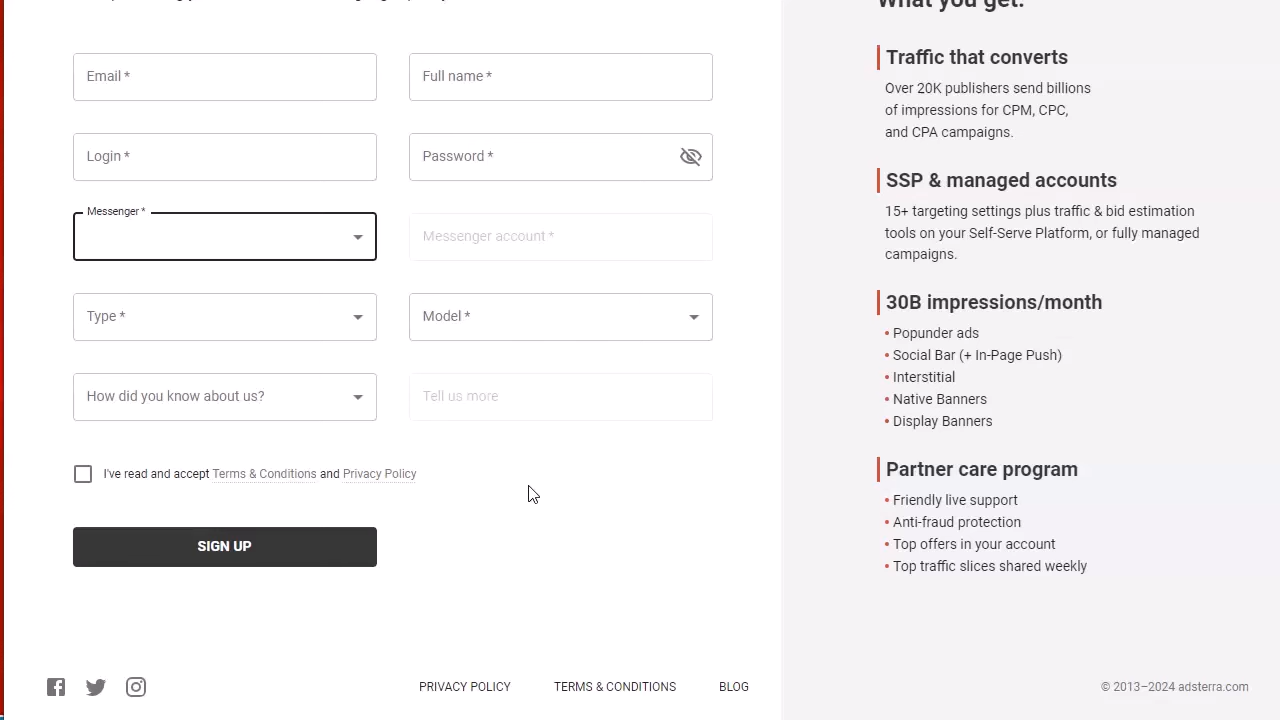 What you get:
Email *
Full name *
Login *
Password *
Messenger *
Messenger account *
Type *
Model *
How did you know about us?
Tell us more
I've read and accept Terms & Conditions and Privacy Policy
SIGN UP
Traffic that converts
Over 20K publishers send billions
of impressions for CPM, CPC,
and CPA campaigns.
SSP & managed accounts
15+ targeting settings plus traffic & bid estimation
tools on your Self-Serve Platform, or fully managed
campaigns.
30B impressions/month
• Popunder ads
• Social Bar (+ In-Page Push)
• Interstitial
• Native Banners
• Display Banners
Partner care program
• Friendly live support
• Anti-fraud protection
• Top offers in your account
• Top traffic slices shared weekly
PRIVACY POLICY
TERMS & CONDITIONS
BLOG
© 2013–2024 adsterra.com